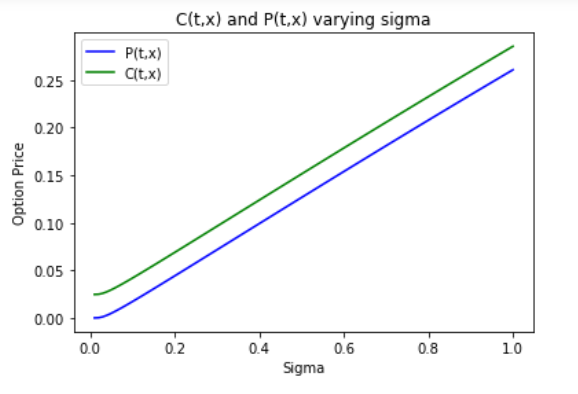 C(t,x) and P(t,x) varying sigma
P(t,x)
C(t,x)
Option Price
0.25
0.20
0.15
0.10
0.05
0.00
0.0 0.2 0.4 0.6 0.8 1.0
Sigma